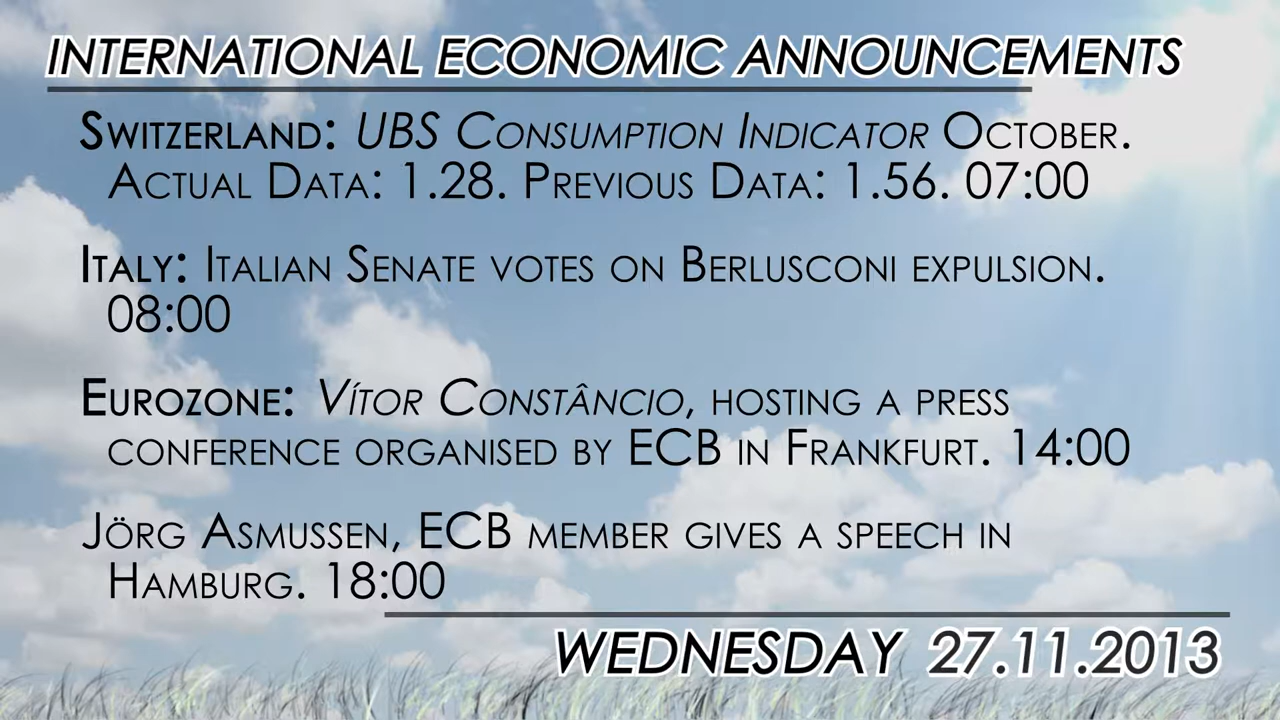 INTERNATIONAL ECONOMIC ANNOUNCEMENTS
Switzerland: UBS Consumption Indicator October.
Actual Data: 1.28. Previous Data: 1.56. 07:00
Italy: Italian Senate votes on Berlusconi expulsion.
08:00
Eurozone: Vítor Constâncio, hosting a press
conference organised by ECB in Frankfurt. 14:00
Jörg Asmussen, ECB member gives a speech in
Hamburg. 18:00
WEDNESDAY 27.11.2013